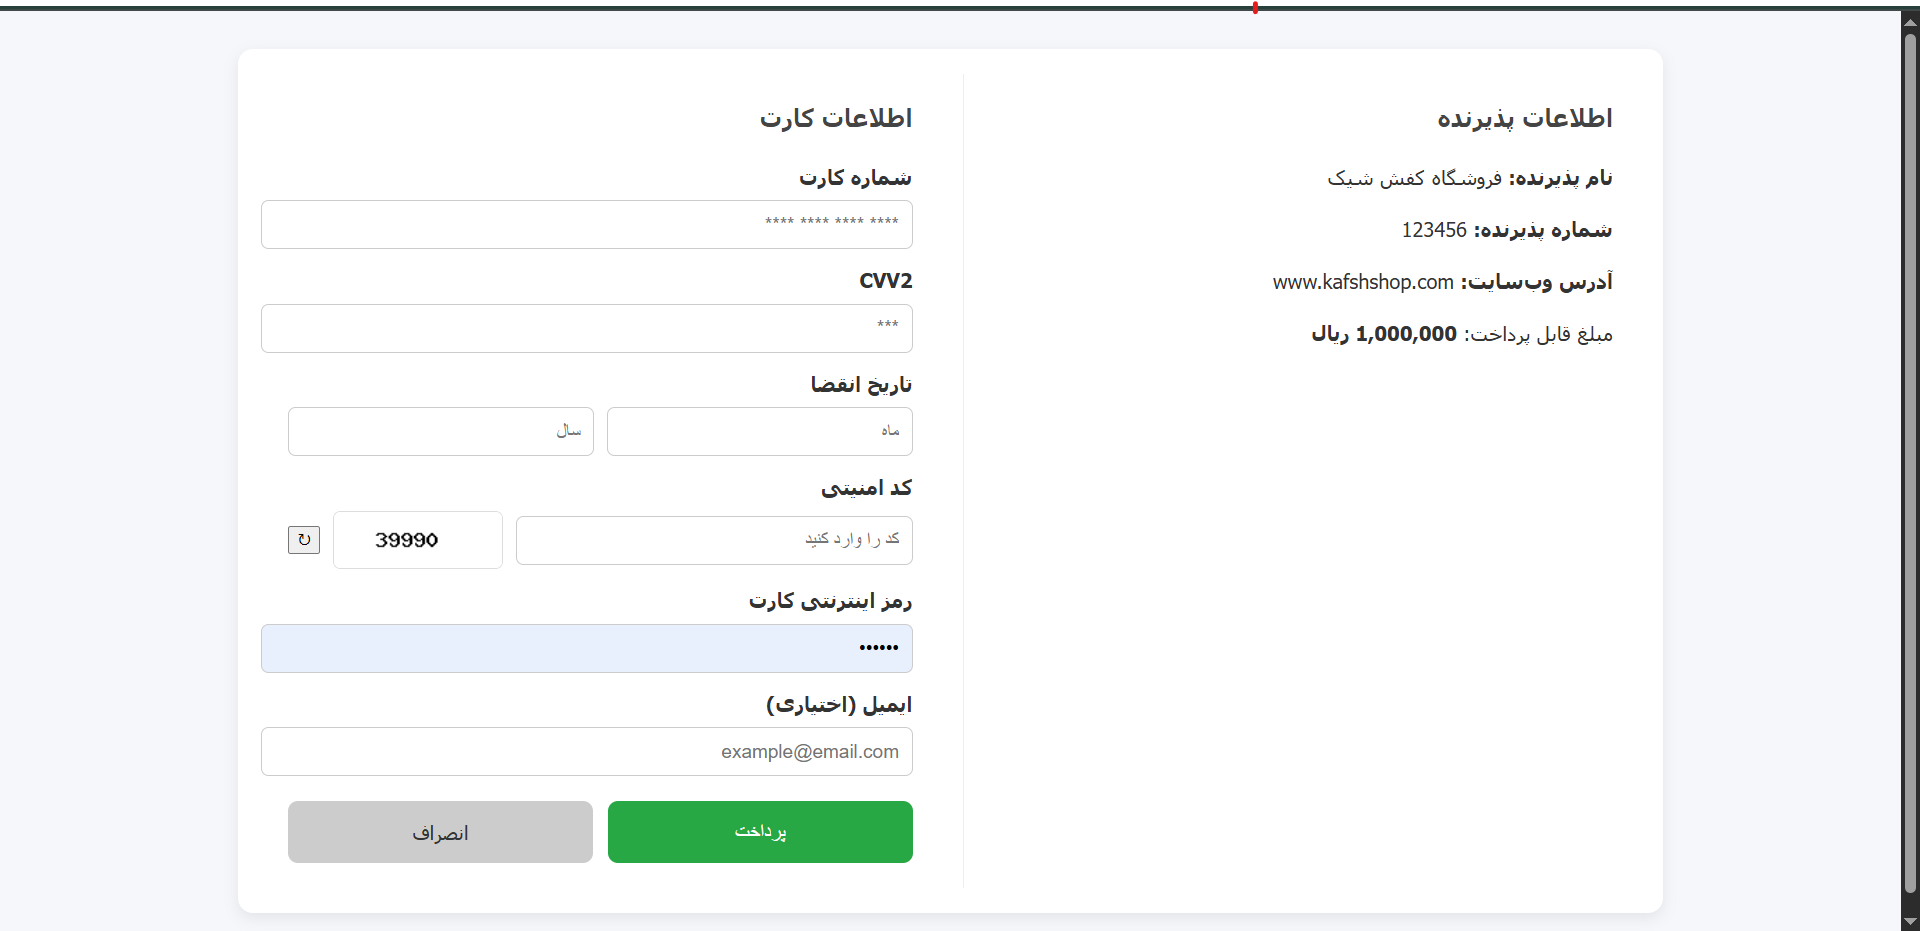 اطلاعات پذیرنده
نام پذیرنده: فروشگاه کفش شیک
شماره پذیرنده: 123456
آدرس وب‌سایت: www.kafshshop.com
مبلغ قابل پرداخت: 1,000,000 ریال
اطلاعات کارت
شماره کارت
**** **** **** ****
CVV2
***
تاریخ انقضا
ماه سال
کد امنیتی
کد را وارد کنید 39990 ↻
رمز اینترنتی کارت
••••••
ایمیل (اختیاری)
example@email.com
پرداخت انصراف